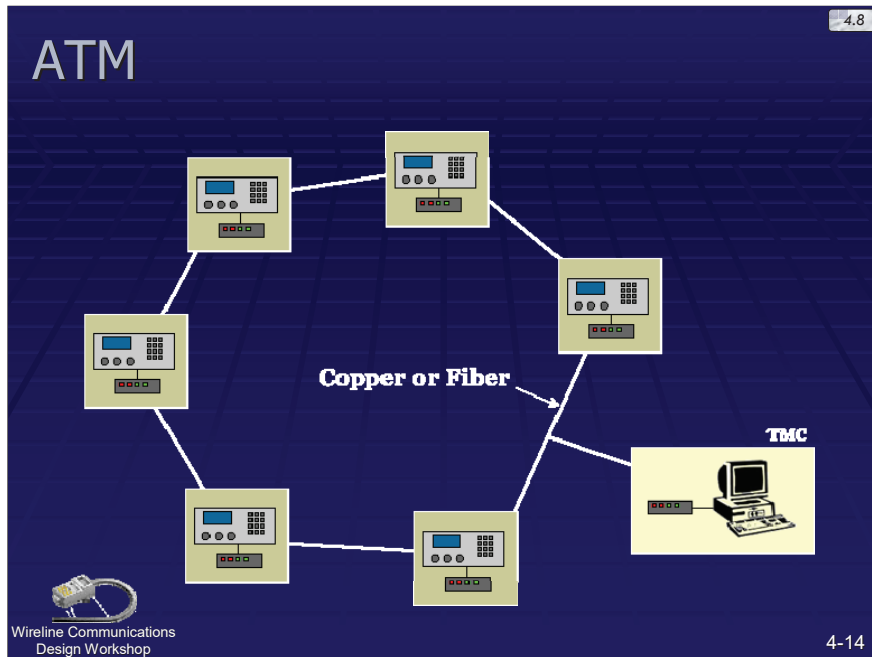 4.8
ATM
Copper or Fiber
TMC
Wireline Communications
Design Workshop
4-14